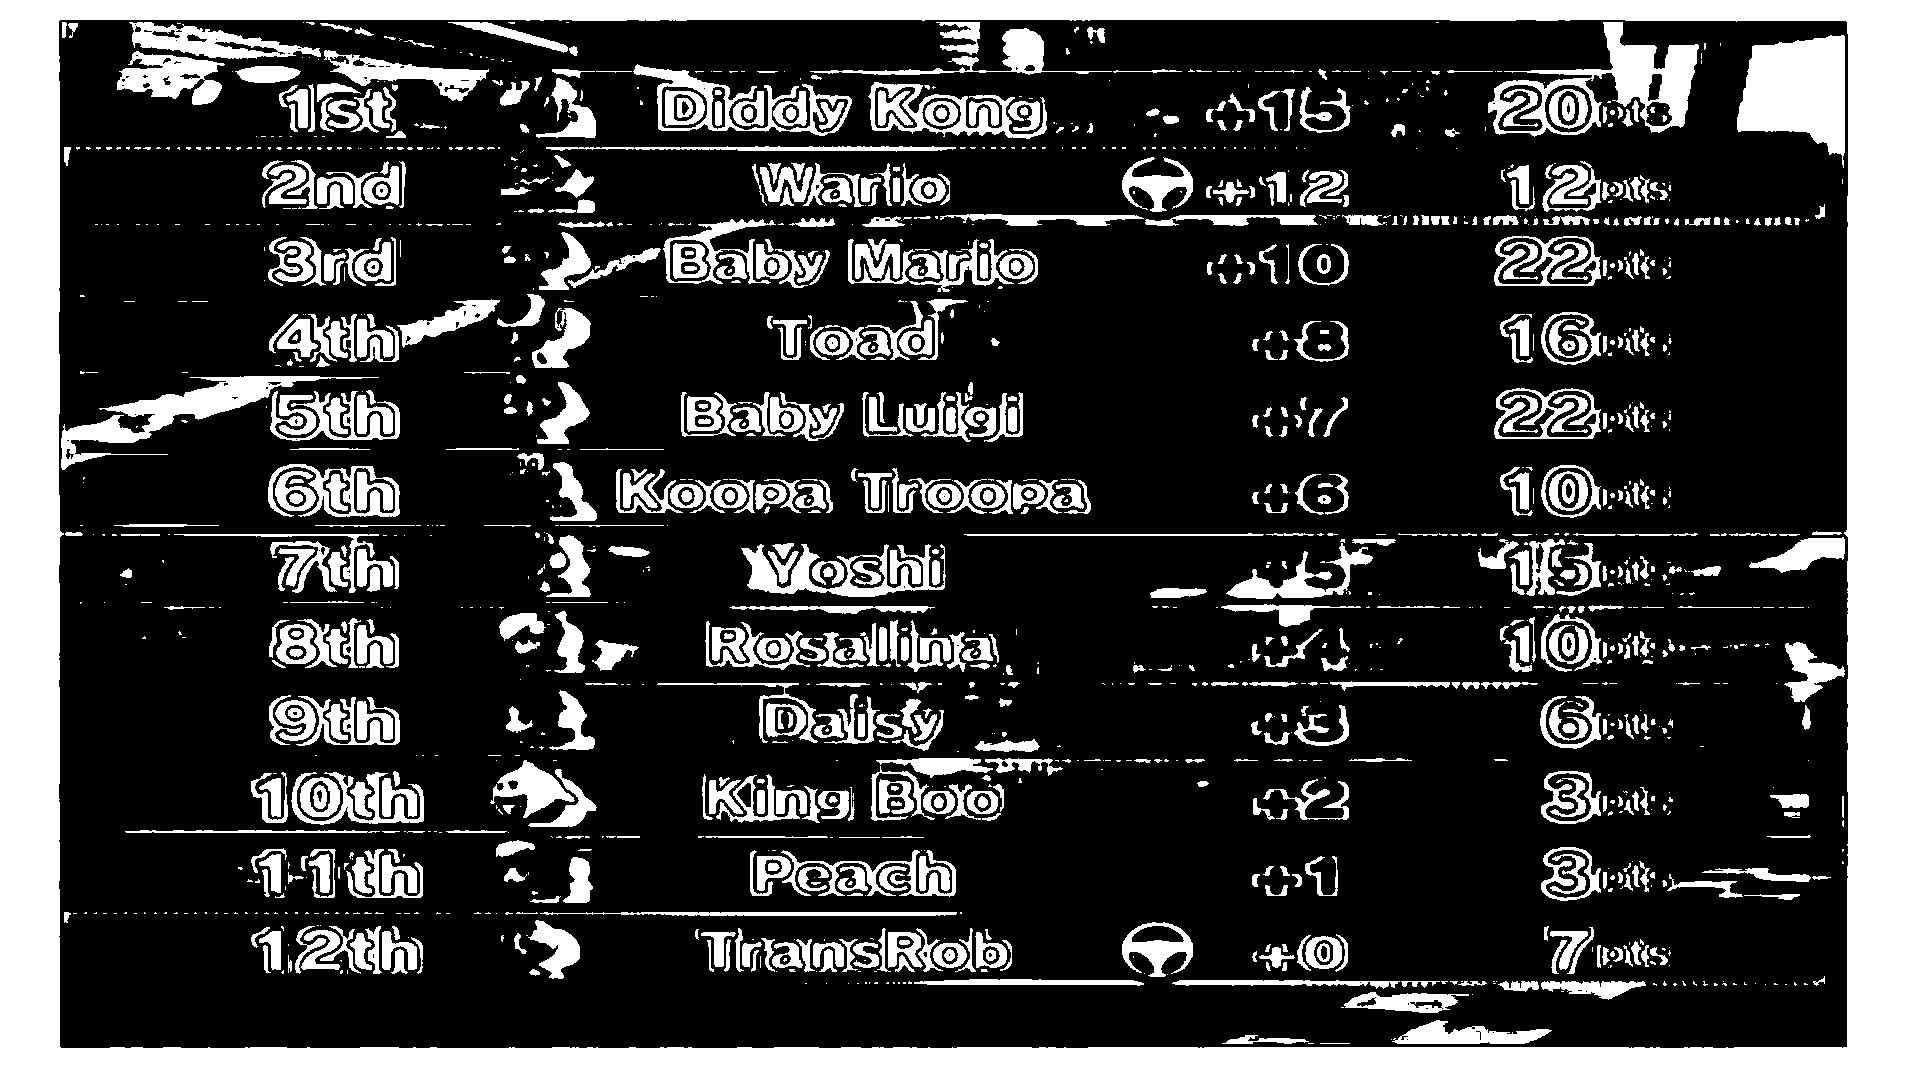 1st Diddy Kong +15 20pts
2nd Wario +12 12pts
3rd Baby Mario +10 22pts
4th Toad +8 16pts
5th Baby Luigi +7 22pts
6th Koopa Troopa +6 10pts
7th Yoshi +5 15pts
8th Rosalina +4 10pts
9th Daisy +3 6pts
10th King Boo +2 3pts
11th Peach +1 3pts
12th TransRob +0 7pts